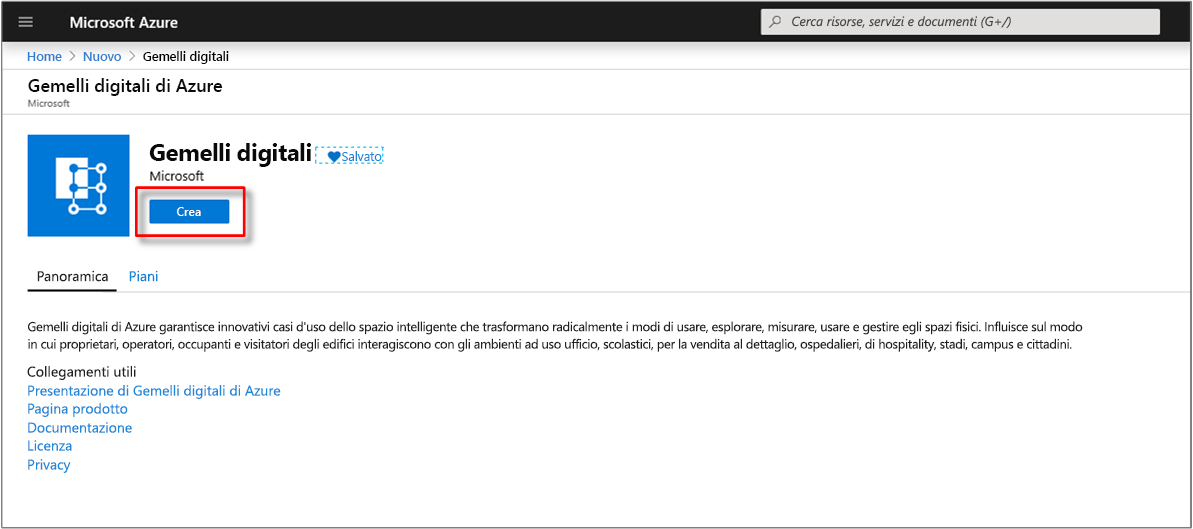 Microsoft Azure
Cerca risorse, servizi e documenti (G+/)
Home > Nuovo > Gemelli digitali
Gemelli digitali di Azure
Microsoft
Gemelli digitali Salvato
Microsoft
Crea
Panoramica Piani
Gemelli digitali di Azure garantisce innovativi casi d'uso dello spazio intelligente che trasformano radicalmente i modi di usare, esplorare, misurare, usare e gestire egli spazi fisici. Influisce sul modo
in cui proprietari, operatori, occupanti e visitatori degli edifici interagiscono con gli ambienti ad uso ufficio, scolastici, per la vendita al dettaglio, ospedalieri, di hospitality, stadi, campus e cittadini.
Collegamenti utili
Presentazione di Gemelli digitali di Azure
Pagina prodotto
Documentazione
Licenza
Privacy